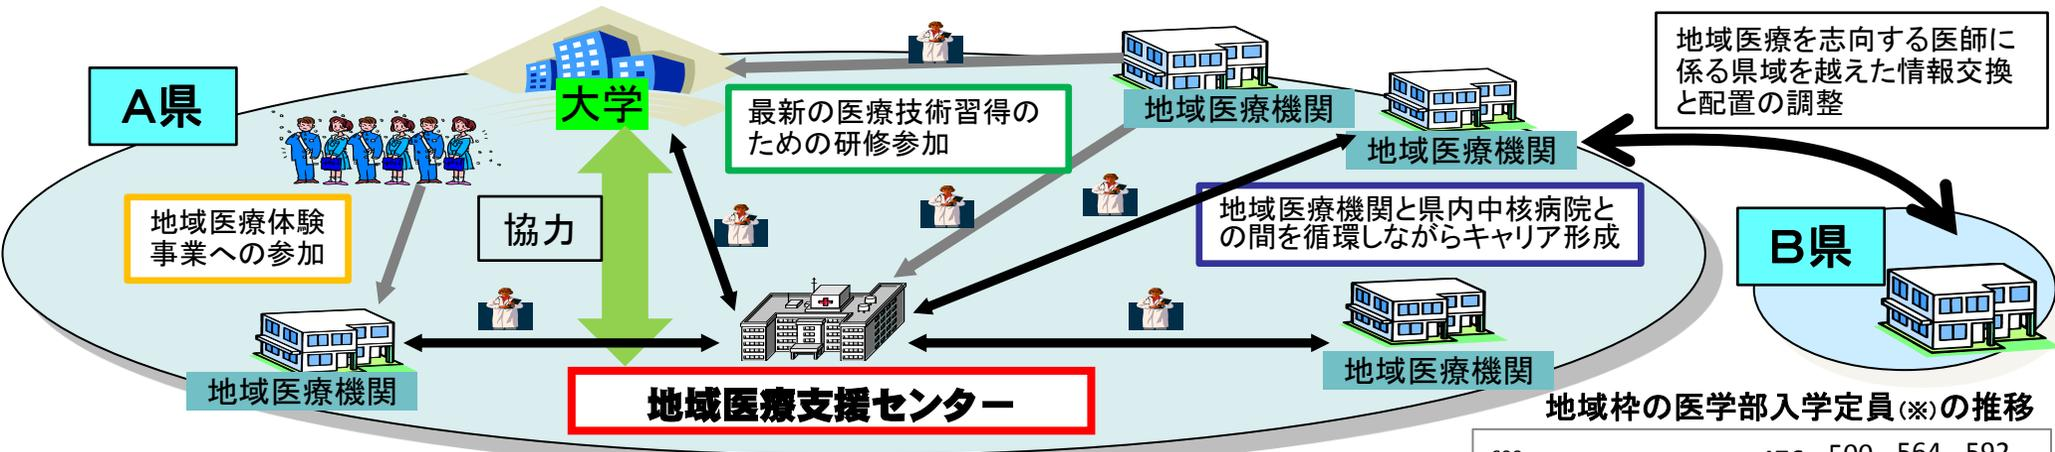 地域医療を志向する医師に
係る県域を越えた情報交換
と配置の調整
A県
大学
最新の医療技術習得の
ための研修参加
地域医療機関
地域医療機関
地域医療体験
事業への参加
協力
地域医療機関と県内中核病院と
の間を循環しながらキャリア形成
B県
地域医療機関
地域医療支援センター
地域医療機関
地域枠の医学部入学定員(※)の推移
500 564 592